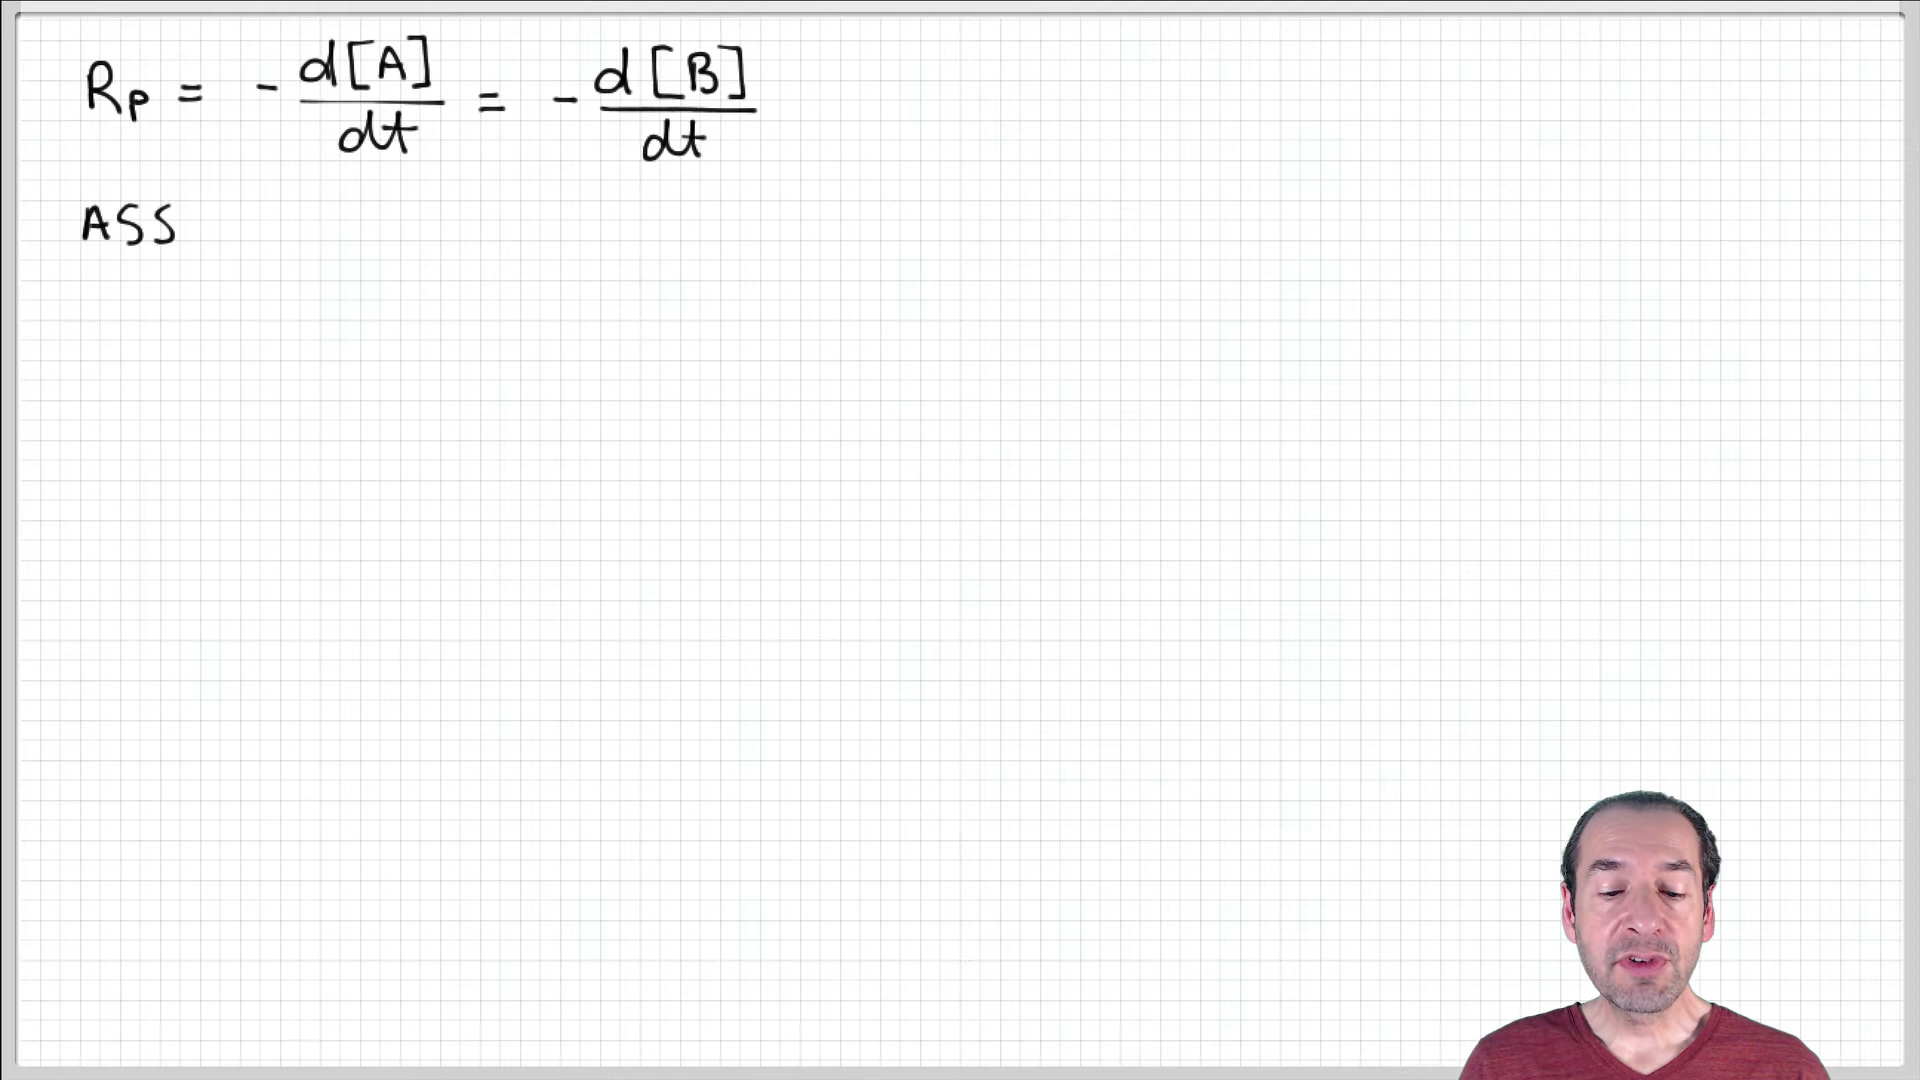 Rp = - d[A]/dt = - d[B]/dt
ASS